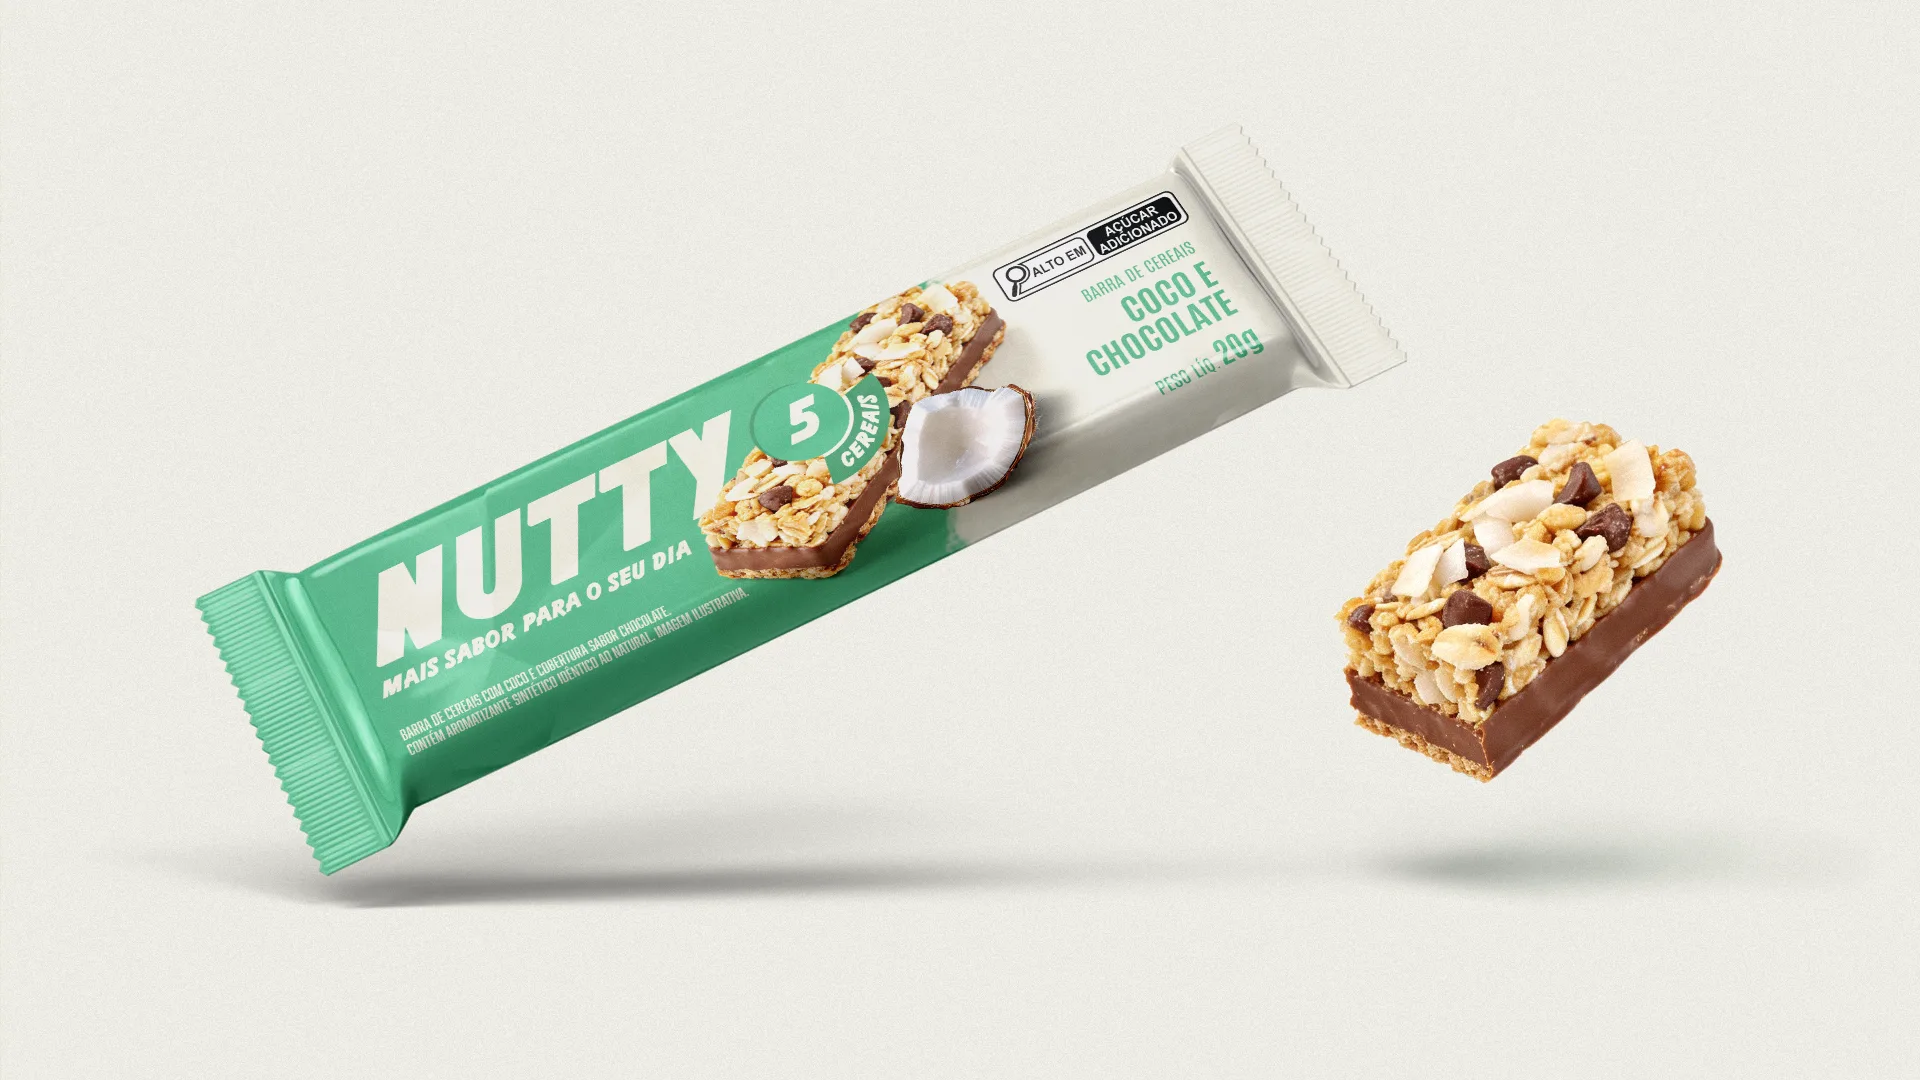 NUTTY
MAIS SABOR PARA O SEU DIA
BARRA DE CEREAIS COM COCO E COBERTURA SABOR CHOCOLATE.
CONTÉM AROMATIZANTE SINTÉTICO IDÊNTICO AO NATURAL. IMAGEM ILUSTRATIVA.
5
CEREAIS
ALTO EM
AÇÚCAR
ADICIONADO
BARRA DE CEREAIS
COCO E
CHOCOLATE
PESO LÍQ. 20g